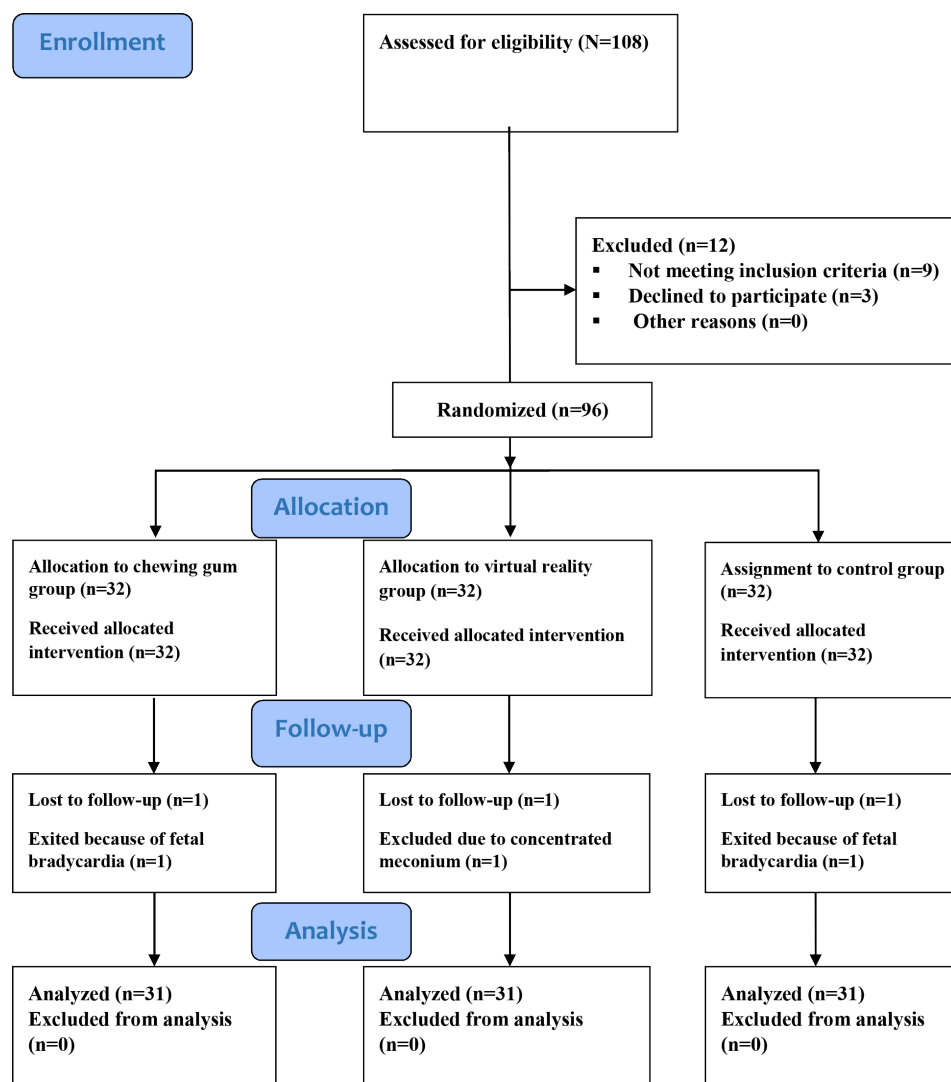 Enrollment
Assessed for eligibility (N=108)
Excluded (n=12)
▪ Not meeting inclusion criteria (n=9)
▪ Declined to participate (n=3)
▪ Other reasons (n=0)
Randomized (n=96)
Allocation
Allocation to chewing gum
group (n=32)
Received allocated
intervention (n=32)
Allocation to virtual reality
group (n=32)
Received allocated intervention
(n=32)
Assignment to control group
(n=32)
Received allocated
intervention (n=32)
Follow-up
Lost to follow-up (n=1)
Exited because of fetal
bradycardia (n=1)
Lost to follow-up (n=1)
Excluded due to concentrated
meconium (n=1)
Lost to follow-up (n=1)
Exited because of fetal
bradycardia (n=1)
Analysis
Analyzed (n=31)
Excluded from analysis
(n=0)
Analyzed (n=31)
Excluded from analysis
(n=0)
Analyzed (n=31)
Excluded from analysis
(n=0)